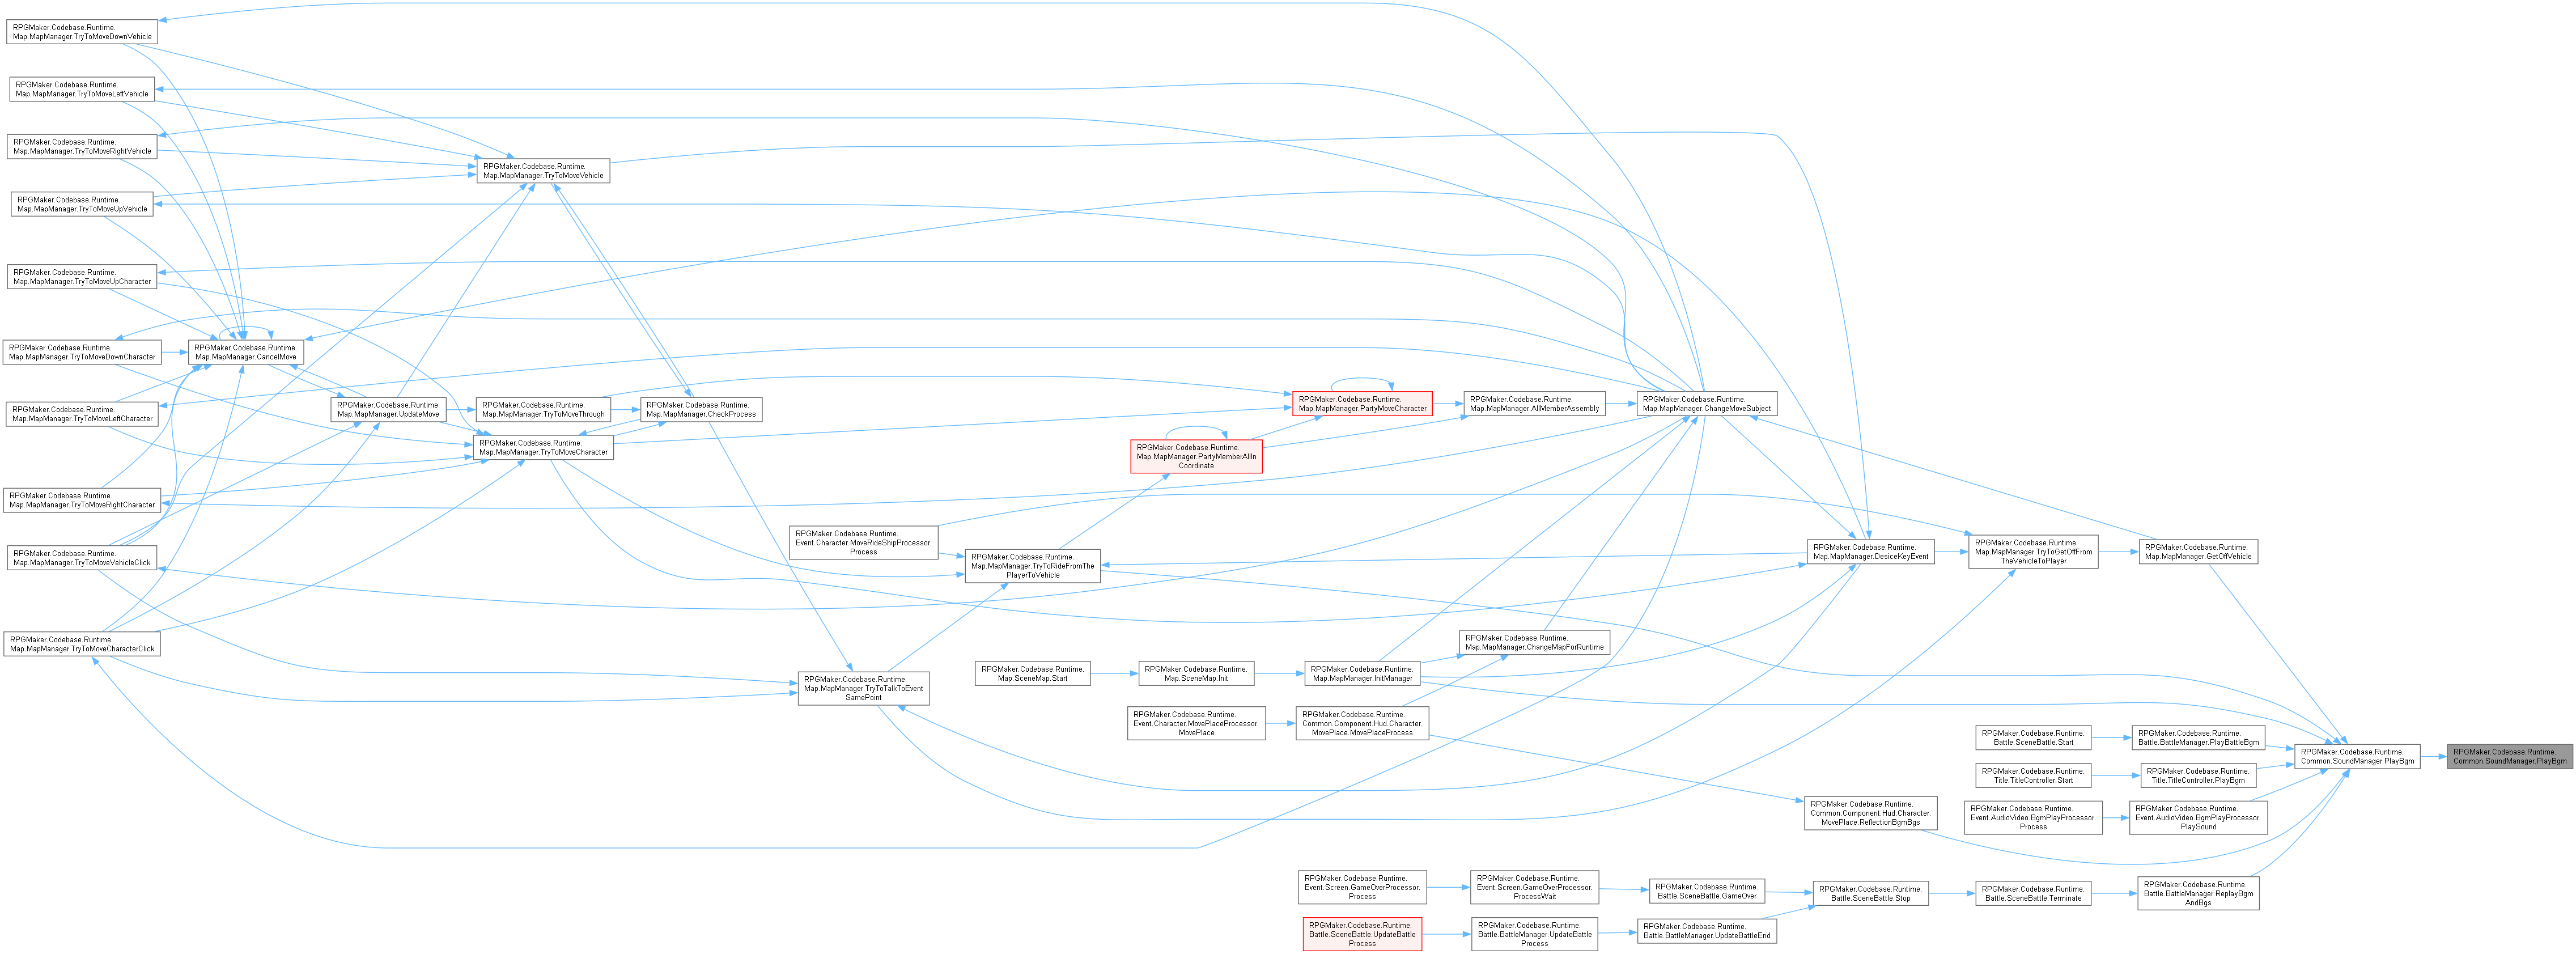 RPGMaker.Codebase.Runtime.
Map.MapManager.TryToMoveDownVehicle
RPGMaker.Codebase.Runtime.
Map.MapManager.TryToMoveLeftVehicle
RPGMaker.Codebase.Runtime.
Map.MapManager.TryToMoveRightVehicle
RPGMaker.Codebase.Runtime.
Map.MapManager.TryToMoveUpVehicle
RPGMaker.Codebase.Runtime.
Map.MapManager.TryToMoveUpCharacter
RPGMaker.Codebase.Runtime.
Map.MapManager.TryToMoveDownCharacter
RPGMaker.Codebase.Runtime.
Map.MapManager.TryToMoveLeftCharacter
RPGMaker.Codebase.Runtime.
Map.MapManager.TryToMoveRightCharacter
RPGMaker.Codebase.Runtime.
Map.MapManager.TryToMoveVehicleClick
RPGMaker.Codebase.Runtime.
Map.MapManager.TryToMoveCharacterClick
RPGMaker.Codebase.Runtime.
Map.MapManager.CancelMove
RPGMaker.Codebase.Runtime.
Map.MapManager.UpdateMove
RPGMaker.Codebase.Runtime.
Map.MapManager.TryToMoveVehicle
RPGMaker.Codebase.Runtime.
Map.MapManager.TryToMoveThrough
RPGMaker.Codebase.Runtime.
Map.MapManager.TryToMoveCharacter
RPGMaker.Codebase.Runtime.
Map.MapManager.CheckProcess
RPGMaker.Codebase.Runtime.
Event.Character.MoveRideShipProcessor.
Process
RPGMaker.Codebase.Runtime.
Map.MapManager.TryToTalkToEvent
SamePoint
RPGMaker.Codebase.Runtime.
Map.MapManager.TryToRideFromThe
PlayerToVehicle
RPGMaker.Codebase.Runtime.
Map.SceneMap.Start
RPGMaker.Codebase.Runtime.
Map.SceneMap.Init
RPGMaker.Codebase.Runtime.
Event.Character.MovePlaceProcessor.
MovePlace
RPGMaker.Codebase.Runtime.
Map.MapManager.PartyMoveCharacter
RPGMaker.Codebase.Runtime.
Map.MapManager.PartyMemberAllIn
Coordinate
RPGMaker.Codebase.Runtime.
Map.MapManager.AllMemberAssembly
RPGMaker.Codebase.Runtime.
Map.MapManager.ChangeMoveSubject
RPGMaker.Codebase.Runtime.
Map.MapManager.ChangeMapForRuntime
RPGMaker.Codebase.Runtime.
Map.MapManager.InitManager
RPGMaker.Codebase.Runtime.
Common.Component.Hud.Character.
MovePlace.MovePlaceProcess
RPGMaker.Codebase.Runtime.
Map.MapManager.DesiceKeyEvent
RPGMaker.Codebase.Runtime.
Map.MapManager.TryToGetOffFrom
TheVehicleToPlayer
RPGMaker.Codebase.Runtime.
Map.MapManager.GetOffVehicle
RPGMaker.Codebase.Runtime.
Battle.SceneBattle.Start
RPGMaker.Codebase.Runtime.
Battle.BattleManager.PlayBattleBgm
RPGMaker.Codebase.Runtime.
Title.TitleController.Start
RPGMaker.Codebase.Runtime.
Title.TitleController.PlayBgm
RPGMaker.Codebase.Runtime.
Common.SoundManager.PlayBgm
RPGMaker.Codebase.Runtime.
Common.SoundManager.PlayBgm
RPGMaker.Codebase.Runtime.
Common.Component.Hud.Character.
MovePlace.ReflectionBgmBgs
RPGMaker.Codebase.Runtime.
Event.AudioVideo.BgmPlayProcessor.
Process
RPGMaker.Codebase.Runtime.
Event.AudioVideo.BgmPlayProcessor.
PlaySound
RPGMaker.Codebase.Runtime.
Event.Screen.GameOverProcessor.
Process
RPGMaker.Codebase.Runtime.
Event.Screen.GameOverProcessor.
ProcessWait
RPGMaker.Codebase.Runtime.
Battle.SceneBattle.GameOver
RPGMaker.Codebase.Runtime.
Battle.SceneBattle.Stop
RPGMaker.Codebase.Runtime.
Battle.SceneBattle.Terminate
RPGMaker.Codebase.Runtime.
Battle.BattleManager.ReplayBgm
AndBgs
RPGMaker.Codebase.Runtime.
Battle.SceneBattle.UpdateBattle
Process
RPGMaker.Codebase.Runtime.
Battle.BattleManager.UpdateBattle
Process
RPGMaker.Codebase.Runtime.
Battle.BattleManager.UpdateBattleEnd